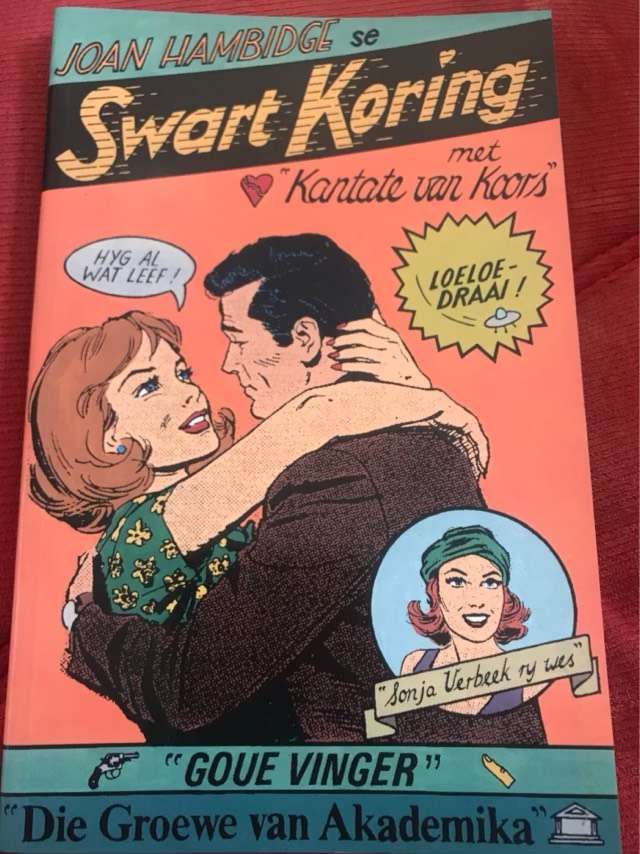 JOAN HAMBIDGE se
Swart Koring
met
"Kantate van Koors"
HYG AL
WAT LEEF!
LOELOE-
DRAAI!
"Sonja Verbeek ry wes"
"GOUE VINGER"
"Die Groewe van Akademika"